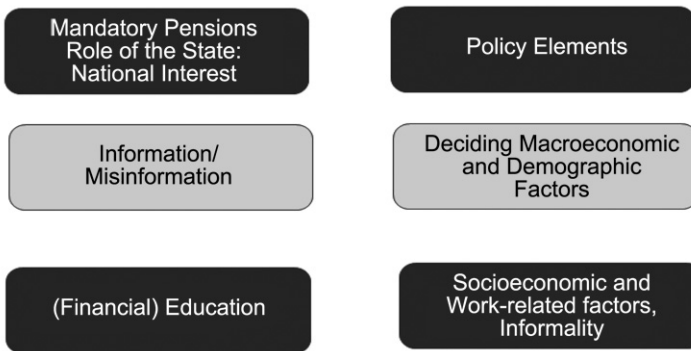 Mandatory Pensions
Role of the State:
National Interest
Policy Elements
Information/
Misinformation
Deciding Macroeconomic
and Demographic
Factors
(Financial) Education
Socioeconomic and
Work-related factors,
Informality